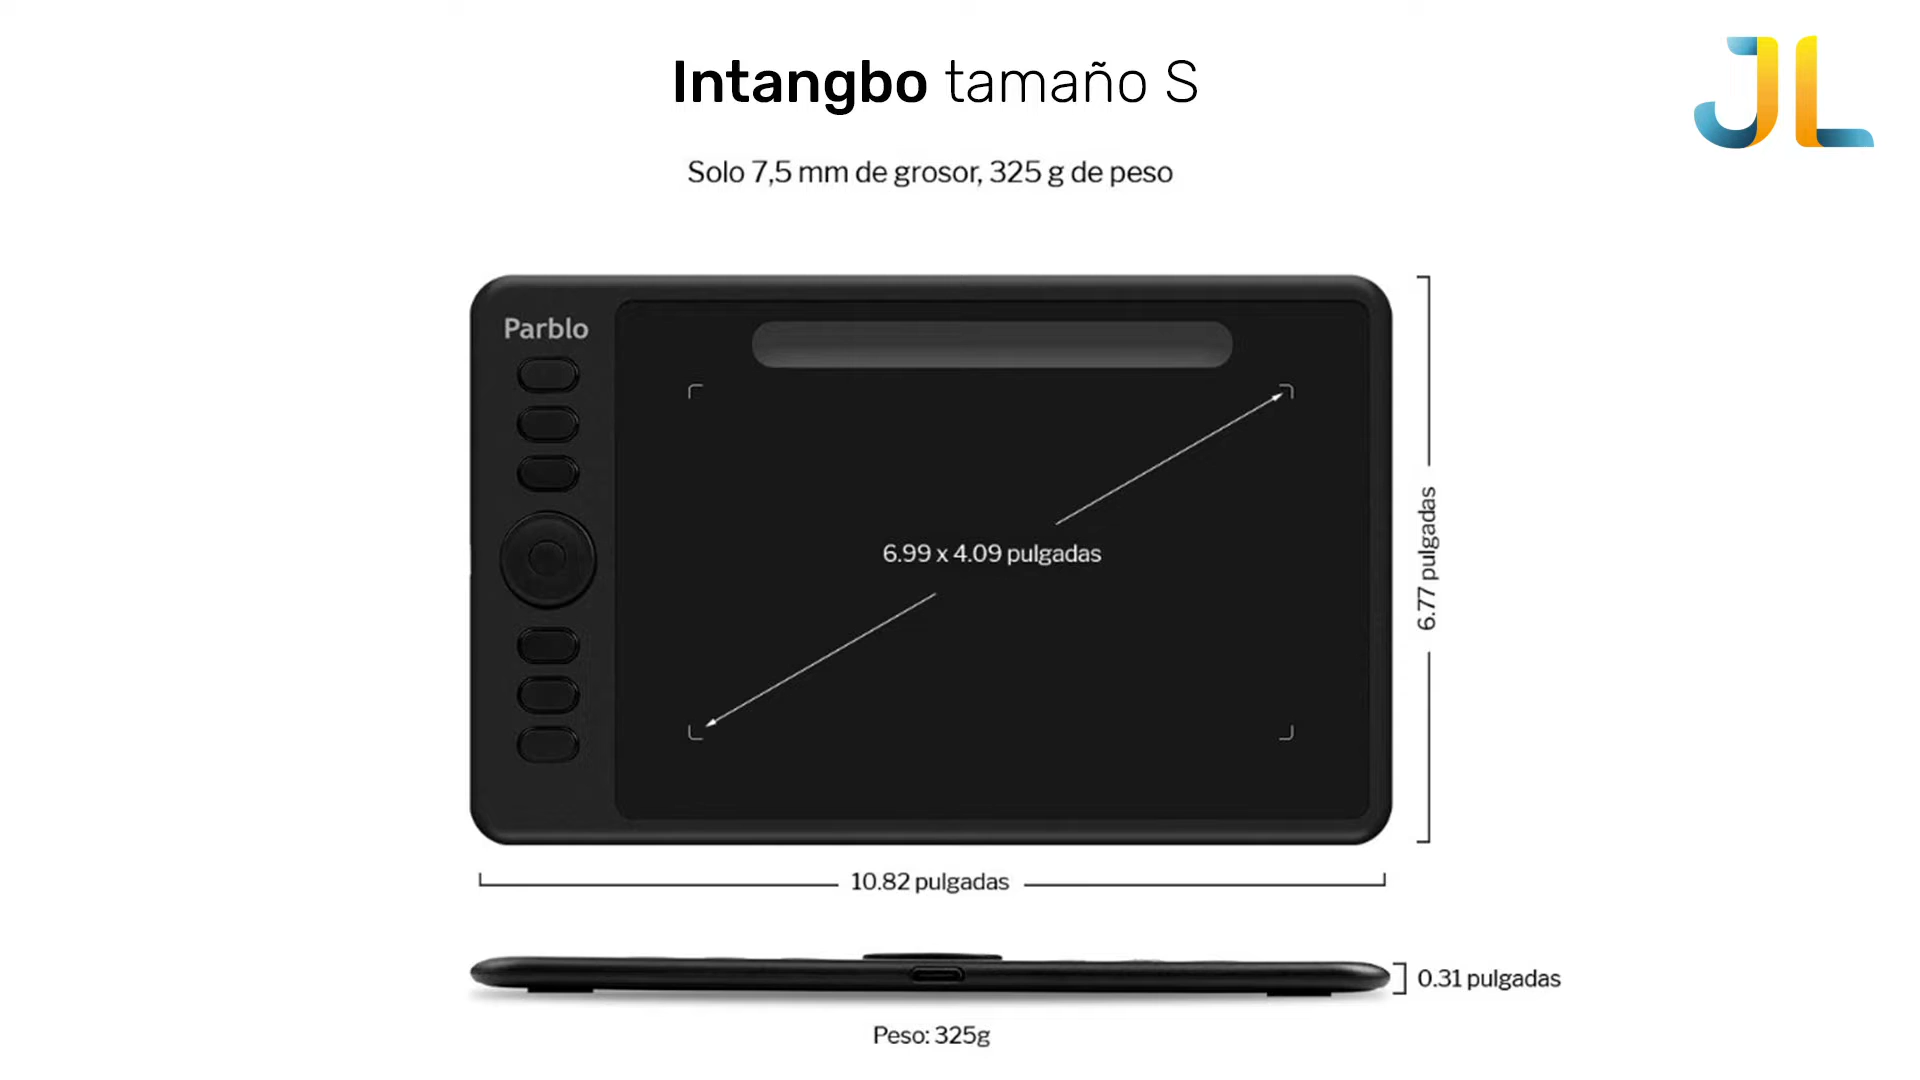 Intangbo tamaño S
JL
Solo 7,5 mm de grosor, 325 g de peso
Parblo
6.99 x 4.09 pulgadas
6.77 pulgadas
10.82 pulgadas
0.31 pulgadas
Peso: 325g